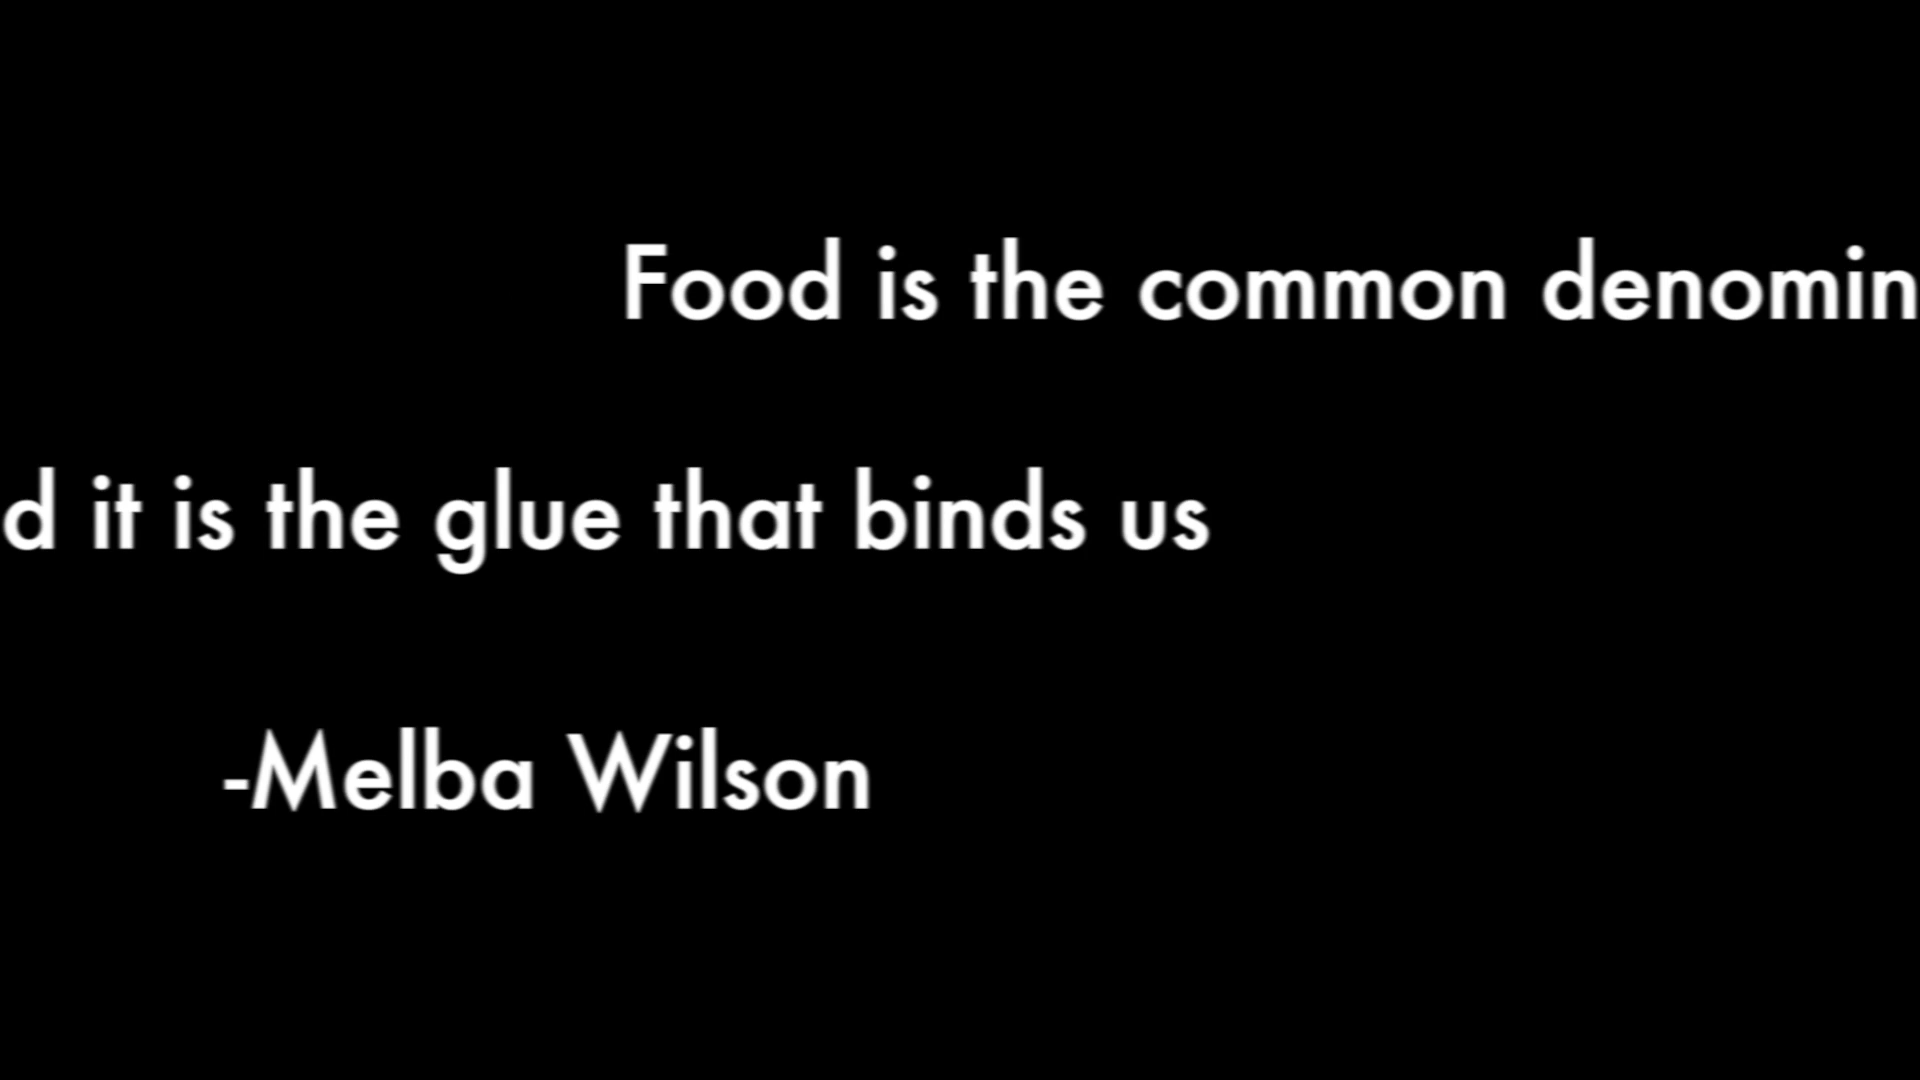 Food is the common denomin
d it is the glue that binds us
-Melba Wilson